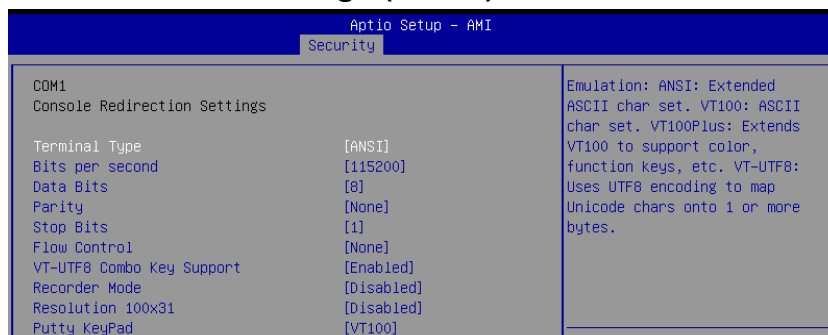 Aptio Setup – AMI
Security
COM1
Console Redirection Settings
Terminal Type [ANSI]
Bits per second [115200]
Data Bits [8]
Parity [None]
Stop Bits [1]
Flow Control [None]
VT-UTF8 Combo Key Support [Enabled]
Recorder Mode [Disabled]
Resolution 100x31 [Disabled]
Putty KeyPad [VT100]
Emulation: ANSI: Extended
ASCII char set. VT100: ASCII
char set. VT100Plus: Extends
VT100 to support color,
function keys, etc. VT-UTF8:
Uses UTF8 encoding to map
Unicode chars onto 1 or more
bytes.